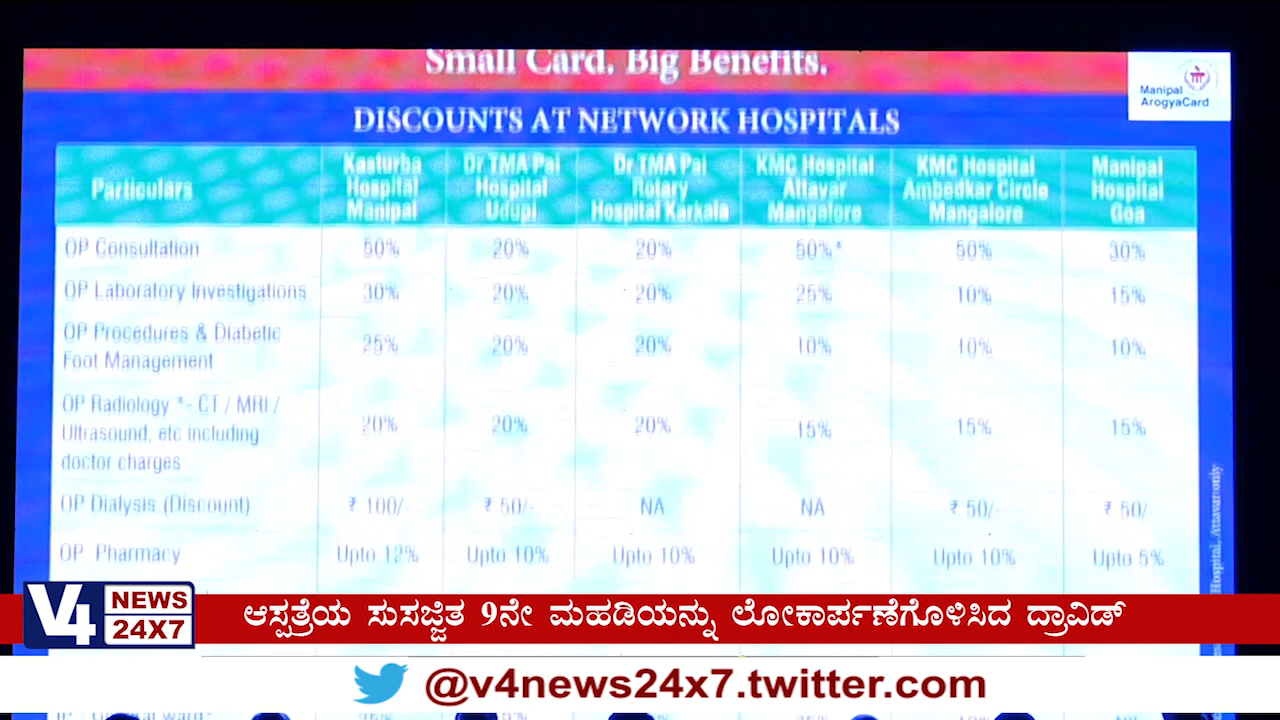 Small Card. Big Benefits.
Manipal
ArogyaCard
DISCOUNTS AT NETWORK HOSPITALS
Particulars | Kasturba Hospital Manipal | Dr TMA Pai Hospital Udupi | Dr TMA Pai Rotary Hospital Karkala | KMC Hospital Attavar Mangalore | KMC Hospital Ambedkar Circle Mangalore | Manipal Hospital Goa
OP Consultation 50% 20% 20% 50%* 50% 30%
OP Laboratory Investigations 30% 20% 20% 25% 10% 15%
OP Procedures & Diabetic Foot Management 25% 20% 20% 10% 10% 10%
OP Radiology *- CT / MRI / Ultrasound, etc including doctor charges 20% 20% 20% 15% 15% 15%
OP Dialysis (Discount) ₹ 100/- ₹ 50/- NA NA ₹ 50/- ₹ 50/-
OP Pharmacy Upto 12% Upto 10% Upto 10% Upto 10% Upto 10% Upto 5%
Hospital, Attavar only
V4 NEWS 24X7
ಆಸ್ಪತ್ರೆಯ ಸುಸಜ್ಜಿತ 9ನೇ ಮಹಡಿಯನ್ನು ಲೋಕಾರ್ಪಣೆಗೊಳಿಸಿದ ದ್ರಾವಿಡ್
@v4news24x7.twitter.com